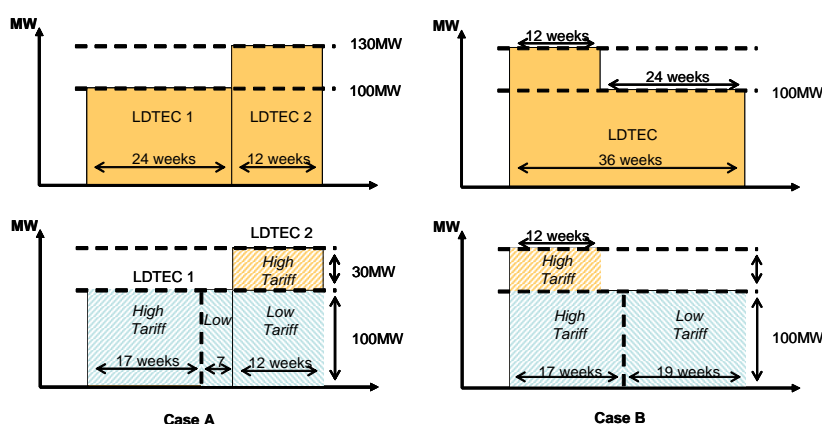 MW
130MW
100MW
LDTEC 1
LDTEC 2
24 weeks
12 weeks
MW
12 weeks
24 weeks
100MW
LDTEC
36 weeks
MW
LDTEC 2
LDTEC 1
High
Tariff
30MW
High
Tariff
Low
Low
Tariff
100MW
17 weeks
7
12 weeks
Case A
MW
12 weeks
High
Tariff
High
Tariff
Low
Tariff
100MW
17 weeks
19 weeks
Case B